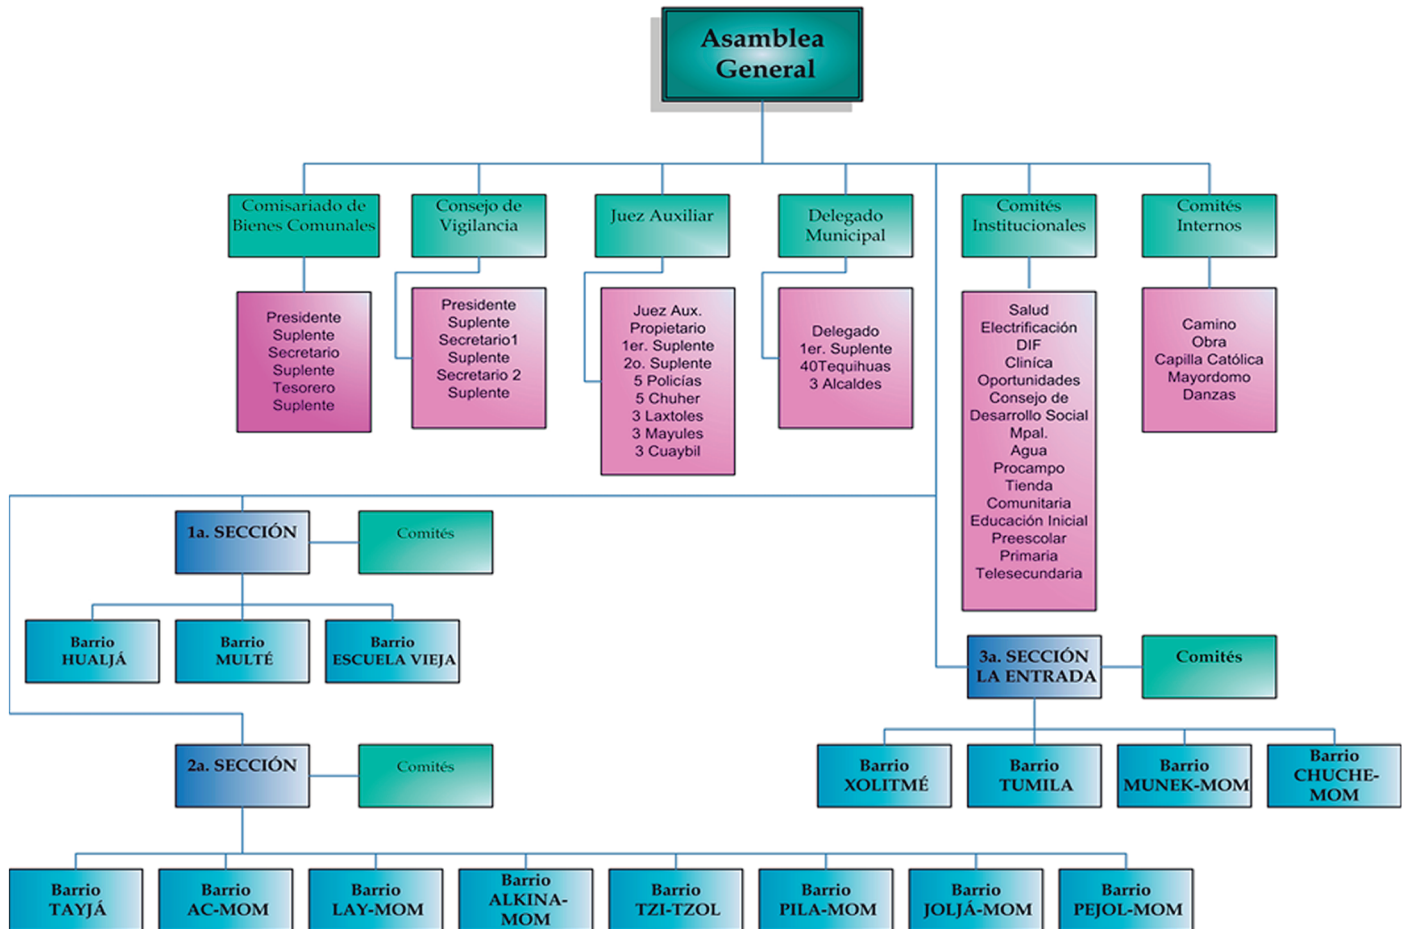 Asamblea
General
Comisariado de
Bienes Comunales
Consejo de
Vigilancia
Juez Auxiliar
Delegado
Municipal
Comités
Institucionales
Comités
Internos
Presidente
Suplente
Secretario
Suplente
Tesorero
Suplente
Presidente
Suplente
Secretario1
Suplente
Secretario 2
Suplente
Juez Aux.
Propietario
1er. Suplente
2o. Suplente
5 Policías
5 Chuher
3 Laxtoles
3 Mayules
3 Cuaybil
Delegado
1er. Suplente
40Tequihuas
3 Alcaldes
Salud
Electrificación
DIF
Cliníca
Oportunidades
Consejo de
Desarrollo Social
Mpal.
Agua
Procampo
Tienda
Comunitaria
Educación Inicial
Preescolar
Primaria
Telesecundaria
Camino
Obra
Capilla Católica
Mayordomo
Danzas
1a. SECCIÓN
Comités
Barrio
HUALJÁ
Barrio
MULTÉ
Barrio
ESCUELA VIEJA
3a. SECCIÓN
LA ENTRADA
Comités
Barrio
XOLITMÉ
Barrio
TUMILA
Barrio
MUNEK-MOM
Barrio
CHUCHE-
MOM
2a. SECCIÓN
Comités
Barrio
TAYJÁ
Barrio
AC-MOM
Barrio
LAY-MOM
Barrio
ALKINA-
MOM
Barrio
TZI-TZOL
Barrio
PILA-MOM
Barrio
JOLJÁ-MOM
Barrio
PEJOL-MOM